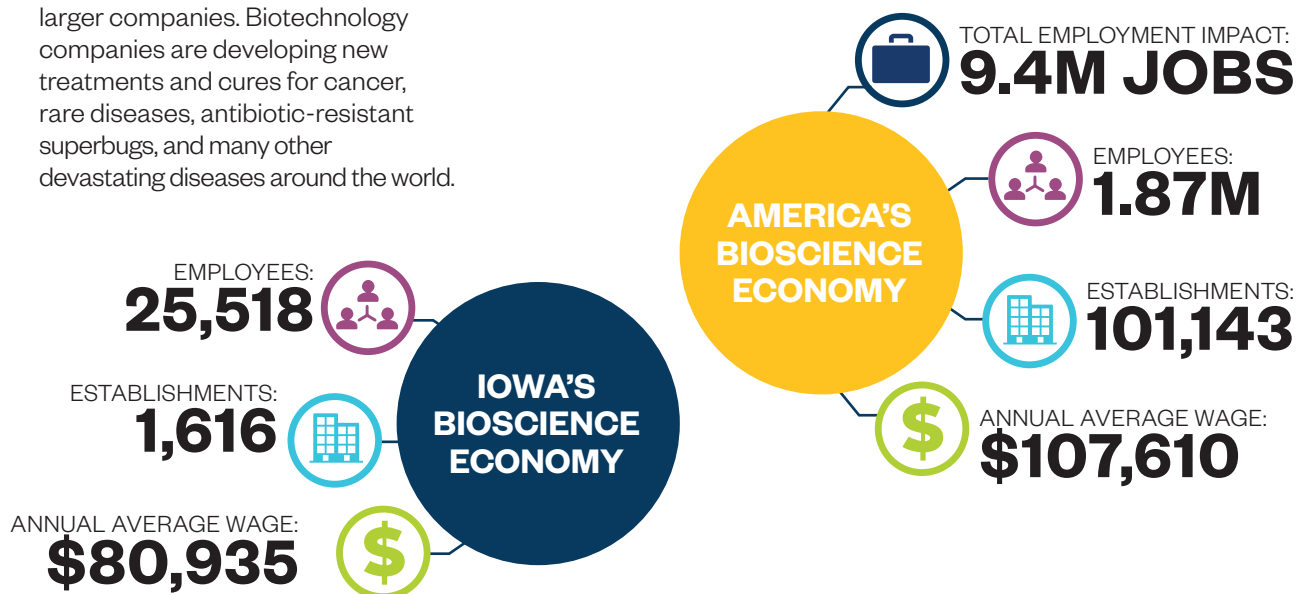 larger companies. Biotechnology
companies are developing new
treatments and cures for cancer,
rare diseases, antibiotic-resistant
superbugs, and many other
devastating diseases around the world.
TOTAL EMPLOYMENT IMPACT:
9.4M JOBS
EMPLOYEES:
1.87M
AMERICA'S
BIOSCIENCE
ECONOMY
ESTABLISHMENTS:
101,143
ANNUAL AVERAGE WAGE:
$107,610
EMPLOYEES:
25,518
ESTABLISHMENTS:
1,616
IOWA'S
BIOSCIENCE
ECONOMY
ANNUAL AVERAGE WAGE:
$80,935